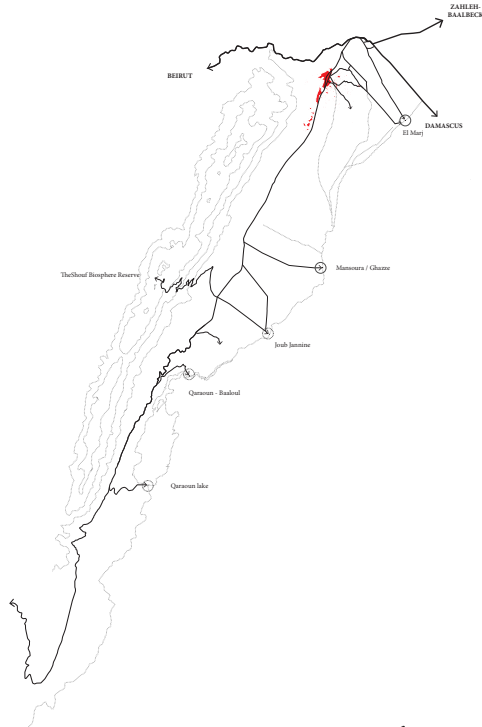 ZAHLEH-
BAALBECK
BEIRUT
DAMASCUS
El Marj
Mansoura / Ghazze
TheShouf Biosphere Reserve
Joub Jannine
Qaraoun - Baaloul
Qaraoun lake